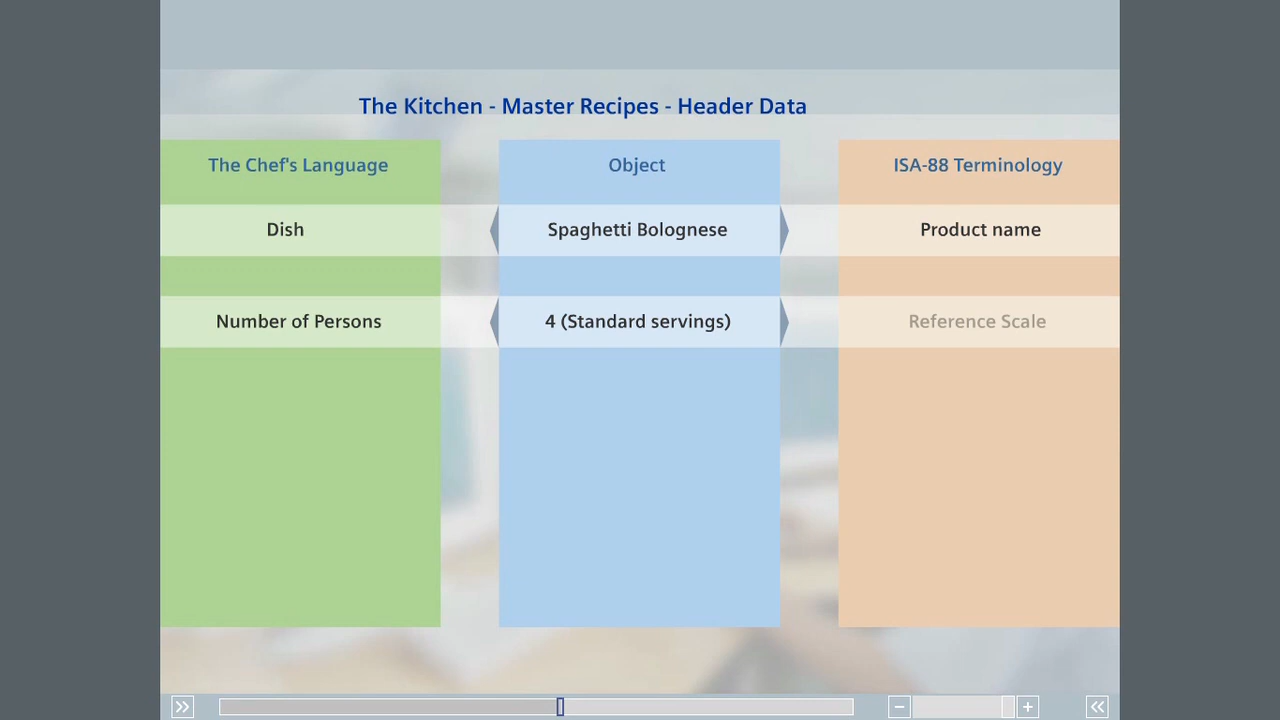 The Kitchen - Master Recipes - Header Data
The Chef's Language
Object
ISA-88 Terminology
Dish
Spaghetti Bolognese
Product name
Number of Persons
4 (Standard servings)
Reference Scale